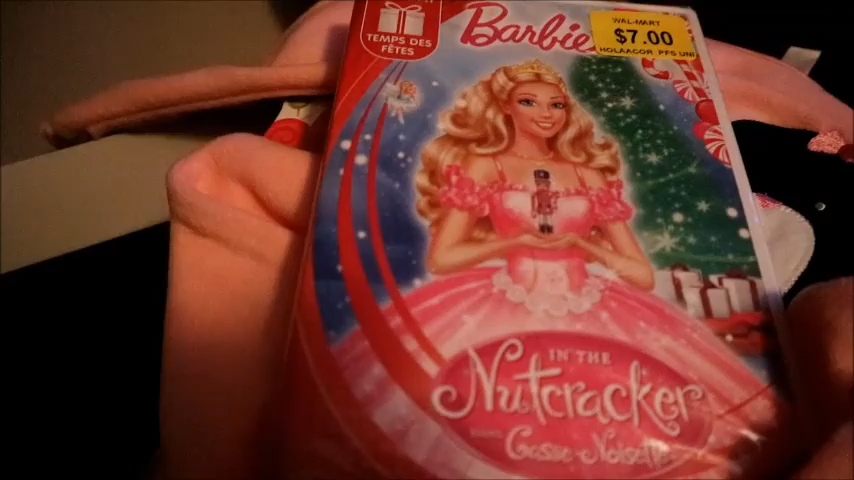 TEMPS DES
FÊTES
Barbie
WAL-MART
$7.00
IN THE
Nutcracker
Casse-Noisette